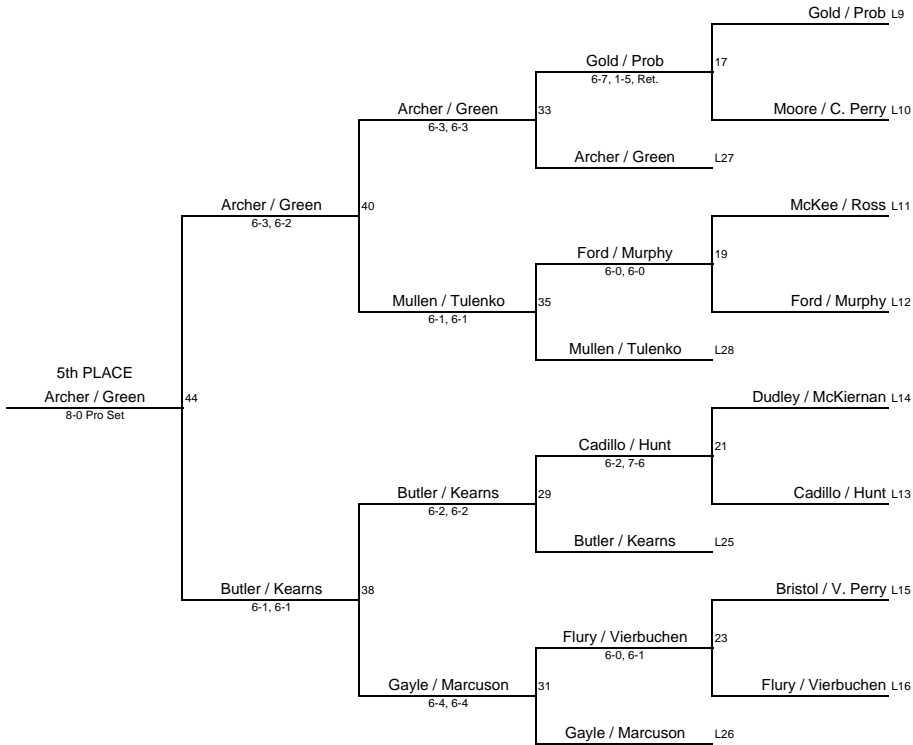 Gold / Prob L9
Gold / Prob 17
6-7, 1-5, Ret.
Archer / Green 33 Moore / C. Perry L10
6-3, 6-3
Archer / Green L27
Archer / Green 40 McKee / Ross L11
6-3, 6-2
Ford / Murphy 19
6-0, 6-0
Mullen / Tulenko 35 Ford / Murphy L12
6-1, 6-1
Mullen / Tulenko L28
5th PLACE
Archer / Green 44 Dudley / McKiernan L14
8-0 Pro Set
Cadillo / Hunt 21
6-2, 7-6
Butler / Kearns 29 Cadillo / Hunt L13
6-2, 6-2
Butler / Kearns L25
Butler / Kearns 38 Bristol / V. Perry L15
6-1, 6-1
Flury / Vierbuchen 23
6-0, 6-1
Gayle / Marcuson 31 Flury / Vierbuchen L16
6-4, 6-4
Gayle / Marcuson L26